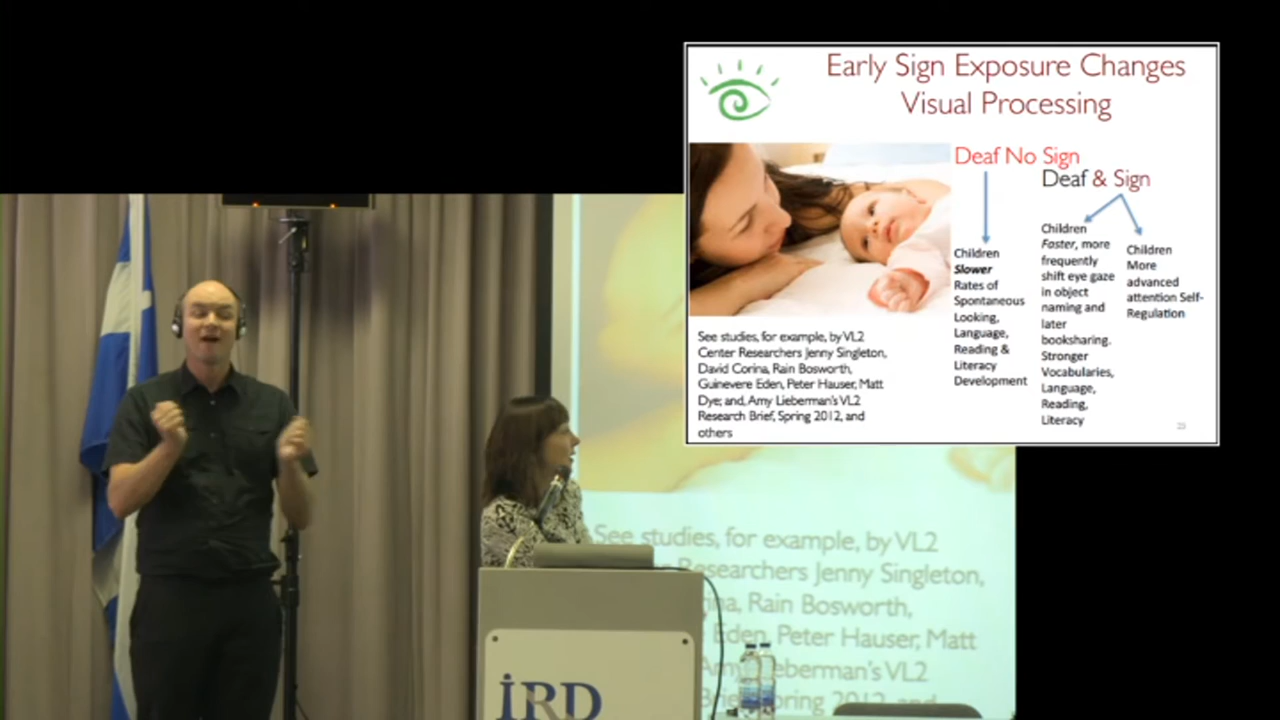 Early Sign Exposure Changes
Visual Processing
Deaf No Sign
Deaf & Sign
Children
Slower
Rates of
Spontaneous
Looking,
Language,
Reading &
Literacy
Development
Children
Faster, more
frequently
shift eye gaze
in object
naming and
later
booksharing.
Stronger
Vocabularies,
Language,
Reading,
Literacy
Children
More
advanced
attention Self-
Regulation
See studies, for example, by VL2
Center Researchers Jenny Singleton,
David Corina, Rain Bosworth,
Guinevere Eden, Peter Hauser, Matt
Dye; and, Amy Lieberman's VL2
Research Brief, Spring 2012, and
others
25
See studies, for example, by VL2
Researchers Jenny Singleton,
Rain Bosworth,
Eden, Peter Hauser, Matt
Lieberman's VL2
2012, and
İRD